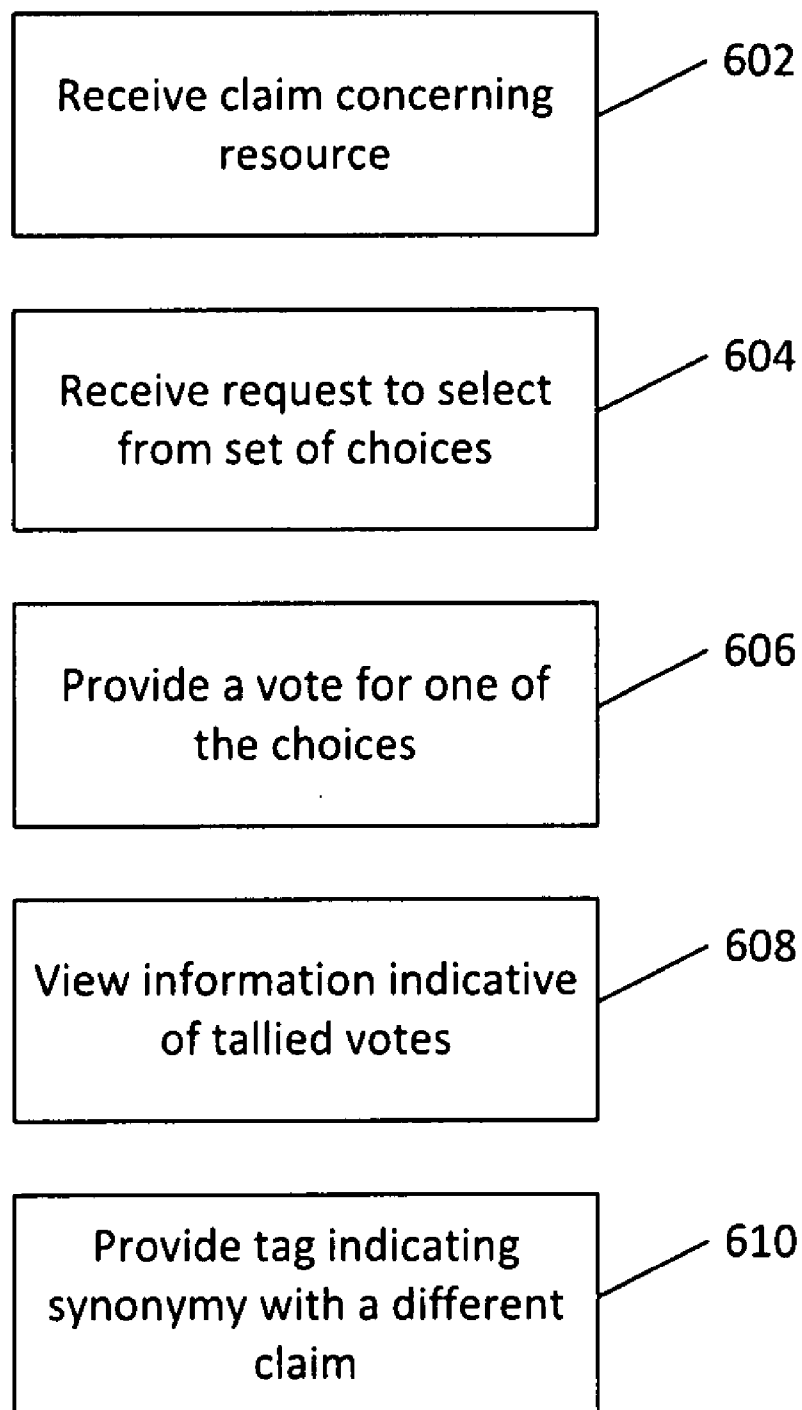 Receive claim concerning
resource
602
Receive request to select
from set of choices
604
Provide a vote for one of
the choices
606
View information indicative
of tallied votes
608
Provide tag indicating
synonymy with a different
claim
610